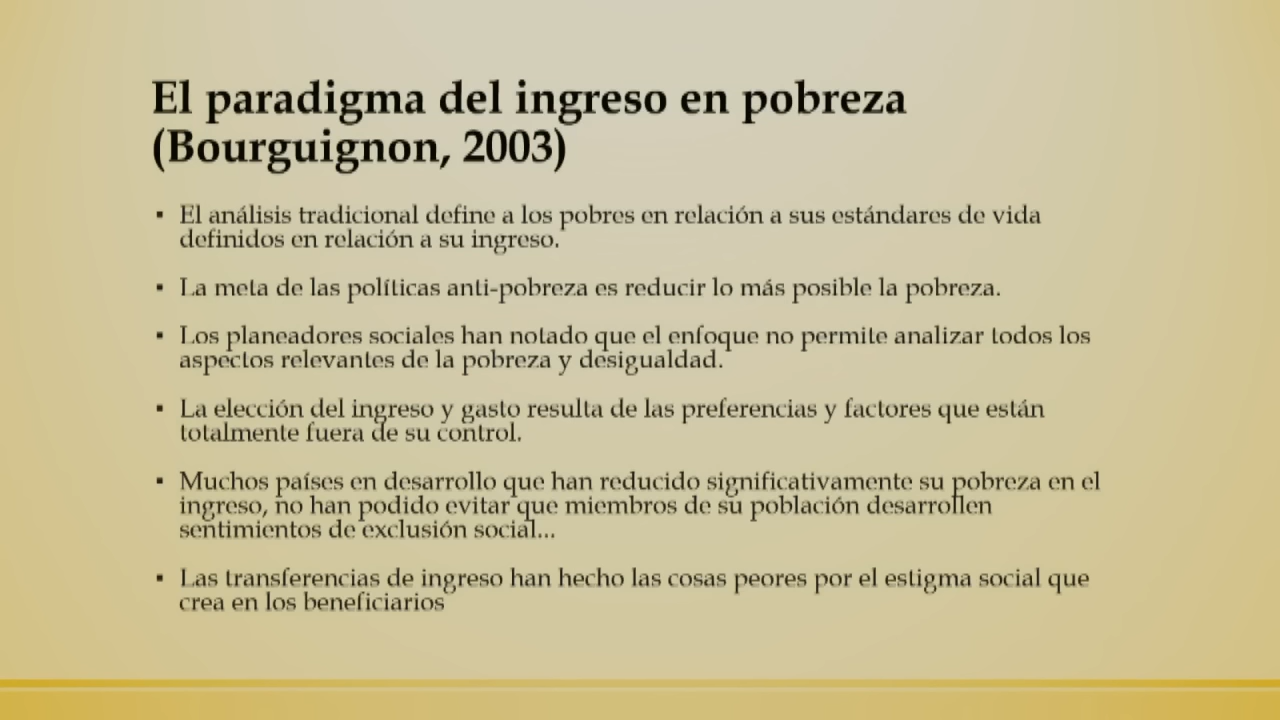 El paradigma del ingreso en pobreza
(Bourguignon, 2003)
▪ El análisis tradicional define a los pobres en relación a sus estándares de vida
definidos en relación a su ingreso.
▪ La meta de las políticas anti-pobreza es reducir lo más posible la pobreza.
▪ Los planeadores sociales han notado que el enfoque no permite analizar todos los
aspectos relevantes de la pobreza y desigualdad.
▪ La elección del ingreso y gasto resulta de las preferencias y factores que están
totalmente fuera de su control.
▪ Muchos países en desarrollo que han reducido significativamente su pobreza en el
ingreso, no han podido evitar que miembros de su población desarrollen
sentimientos de exclusión social...
▪ Las transferencias de ingreso han hecho las cosas peores por el estigma social que
crea en los beneficiarios